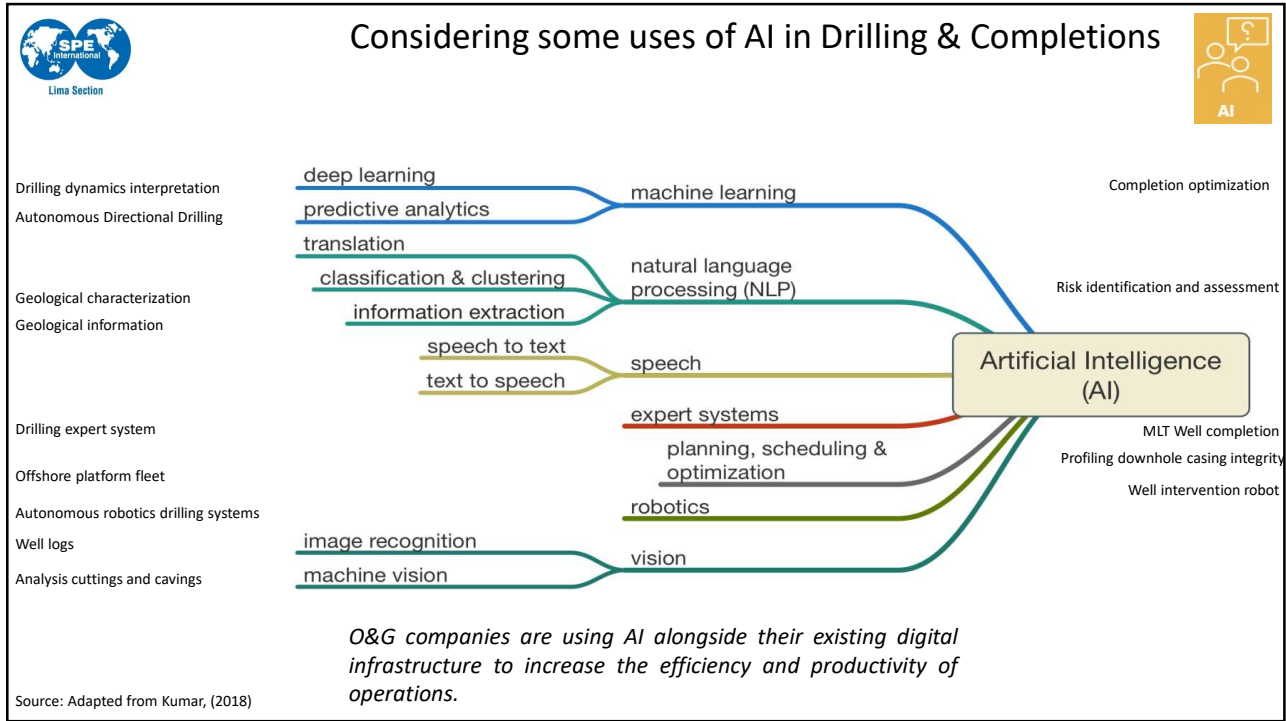 SPE
International
Lima Section
Considering some uses of AI in Drilling & Completions
?
AI
Drilling dynamics interpretation
Autonomous Directional Drilling
Geological characterization
Geological information
Drilling expert system
Offshore platform fleet
Autonomous robotics drilling systems
Well logs
Analysis cuttings and cavings
deep learning
predictive analytics
translation
classification & clustering
information extraction
speech to text
text to speech
image recognition
machine vision
machine learning
natural language
processing (NLP)
speech
expert systems
planning, scheduling &
optimization
robotics
vision
Artificial Intelligence
(AI)
Completion optimization
Risk identification and assessment
MLT Well completion
Profiling downhole casing integrity
Well intervention robot
O&G companies are using AI alongside their existing digital
infrastructure to increase the efficiency and productivity of
operations.
Source: Adapted from Kumar, (2018)